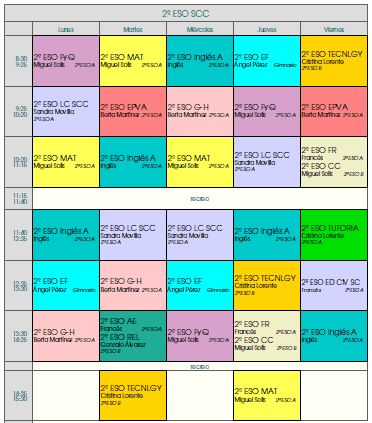 2º ESO SCC
Lunes Martes Miércoles Jueves Viernes
8:30
9:25
2º ESO FyQ
Miguel Solís 2ºESO A
2º ESO MAT
Miguel Solís 2ºESO A
2º ESO Inglés A
Inglés 2ºESO A
2º ESO EF
Ángel Pérez Gimnasio
2º ESO TECNLGY
Cristina Lorente
2ºESO B
9:25
10:20
2º ESO LC SCC
Sandra Movilla
2ºESO A
2º ESO EPVA
Berta Martínez 2ºESO A
2º ESO G-H
Berta Martínez 2ºESO A
2º ESO FyQ
Miguel Solís 2ºESO A
2º ESO EPVA
Berta Martínez 2ºESO A
10:20
11:15
2º ESO MAT
Miguel Solís 2ºESO A
2º ESO Inglés A
Inglés 2ºESO A
2º ESO MAT
Miguel Solís 2ºESO A
2º ESO LC SCC
Sandra Movilla
2ºESO A
2º ESO FR
Francés 2ºESO A
2º ESO CC
Miguel Solís 2ºESO B
11:15
11:40
recreo
11:40
12:35
2º ESO Inglés A
Inglés 2ºESO A
2º ESO LC SCC
Sandra Movilla
2ºESO A
2º ESO LC SCC
Sandra Movilla
2ºESO A
2º ESO Inglés A
Inglés 2ºESO A
2º ESO TUTORIA
Cristina Lorente
2ºESO A
12:35
13:30
2º ESO EF
Ángel Pérez Gimnasio
2º ESO G-H
Berta Martínez 2ºESO A
2º ESO EF
Ángel Pérez Gimnasio
2º ESO TECNLGY
Cristina Lorente
2ºESO B
2º ESO ED CIV SC
Francés 2ºESO A
13:30
14:25
2º ESO G-H
Berta Martínez 2ºESO A
2º ESO AE
Francés 2ºESO A
2º ESO REL
Gonzalo Álvarez
2ºESO B
2º ESO FyQ
Miguel Solís 2ºESO A
2º ESO FR
Francés 2ºESO A
2º ESO CC
Miguel Solís 2ºESO B
2º ESO Inglés A
Inglés 2ºESO A
recreo
2º ESO TECNLGY
Cristina Lorente
2ºESO B
2º ESO MAT
Miguel Solís 2ºESO A